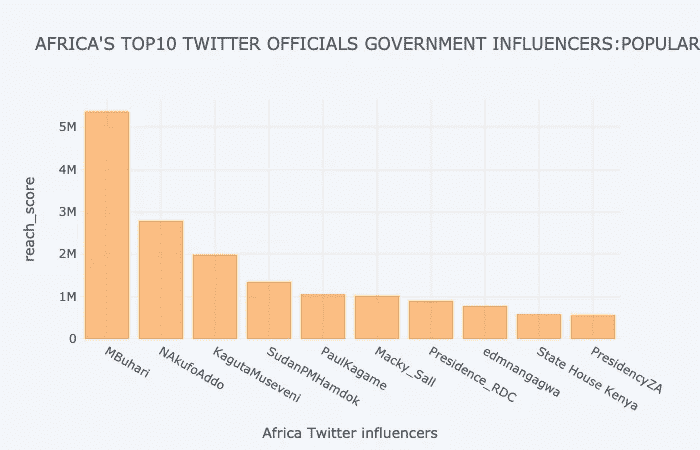 AFRICA'S TOP10 TWITTER OFFICIALS GOVERNMENT INFLUENCERS:POPULAR
reach_score
5M
4M
3M
2M
1M
0
MBuhari
NAkufoAddo
KagutaMuseveni
SudanPMHamdok
PaulKagame
Macky_Sall
Presidence_RDC
edmnangagwa
State House Kenya
PresidencyZA
Africa Twitter influencers